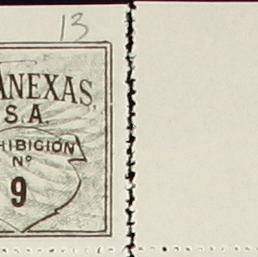 13
ANEXAS,
S.A.
HIBICION
Nº
9